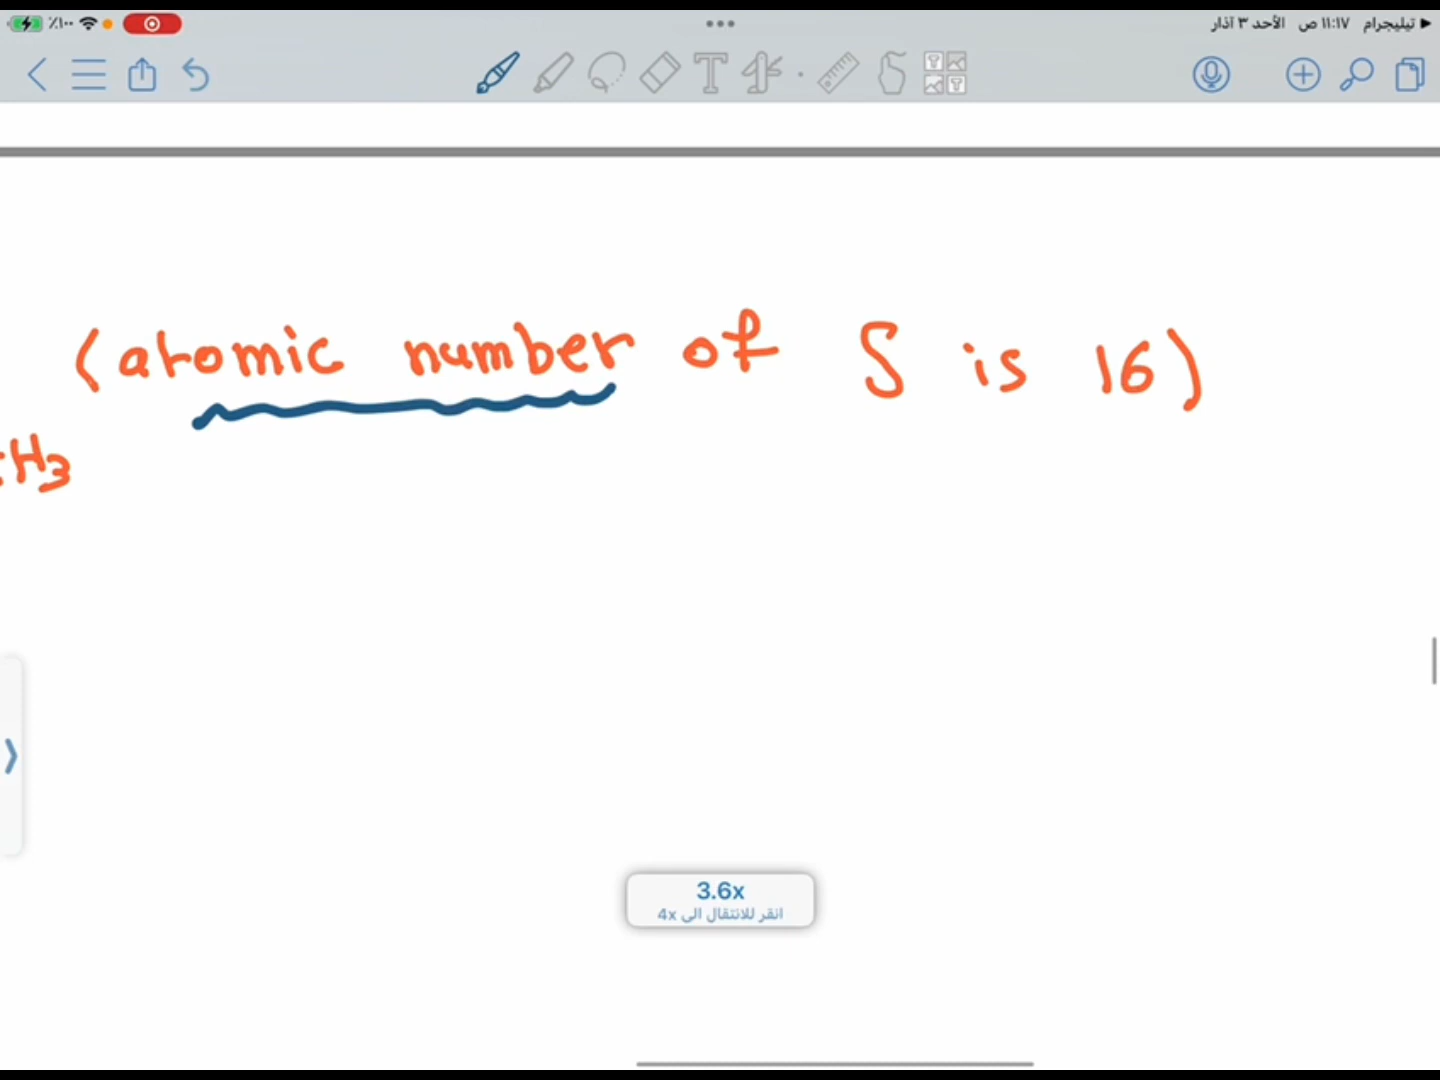 ٪١٠٠
◀ تيليجرام ١١:١٧ ص الأحد ٣ آذار
(atomic number of S is 16)
H3
3.6x
انقر للانتقال الى 4x